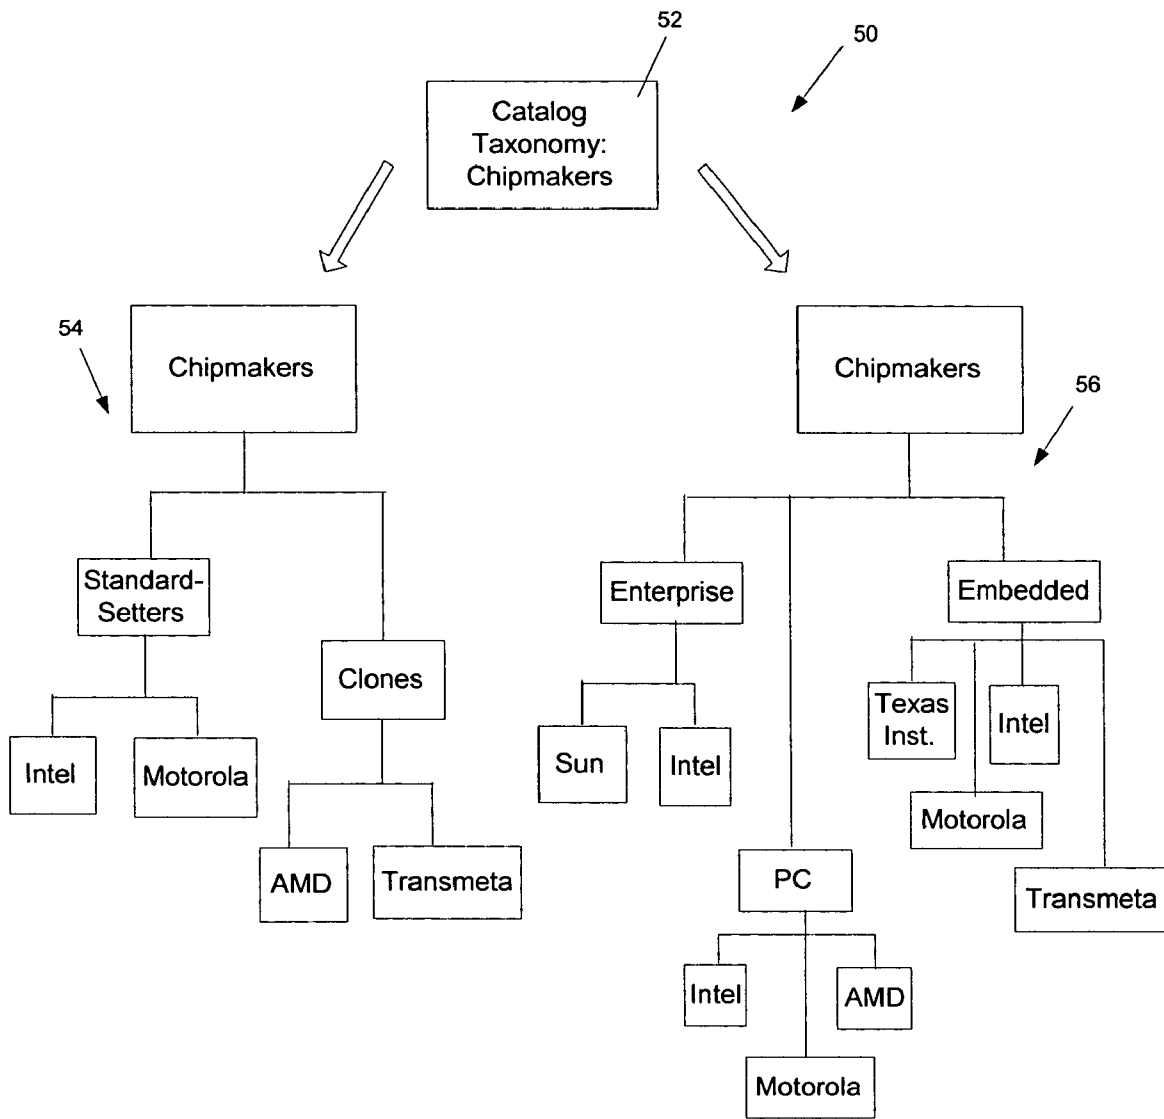 52
50
Catalog
Taxonomy:
Chipmakers
54
Chipmakers
Chipmakers
56
Standard-
Setters
Clones
Intel
Motorola
AMD
Transmeta
Enterprise
Embedded
Sun
Intel
Texas
Inst.
Intel
Motorola
Transmeta
PC
Intel
AMD
Motorola